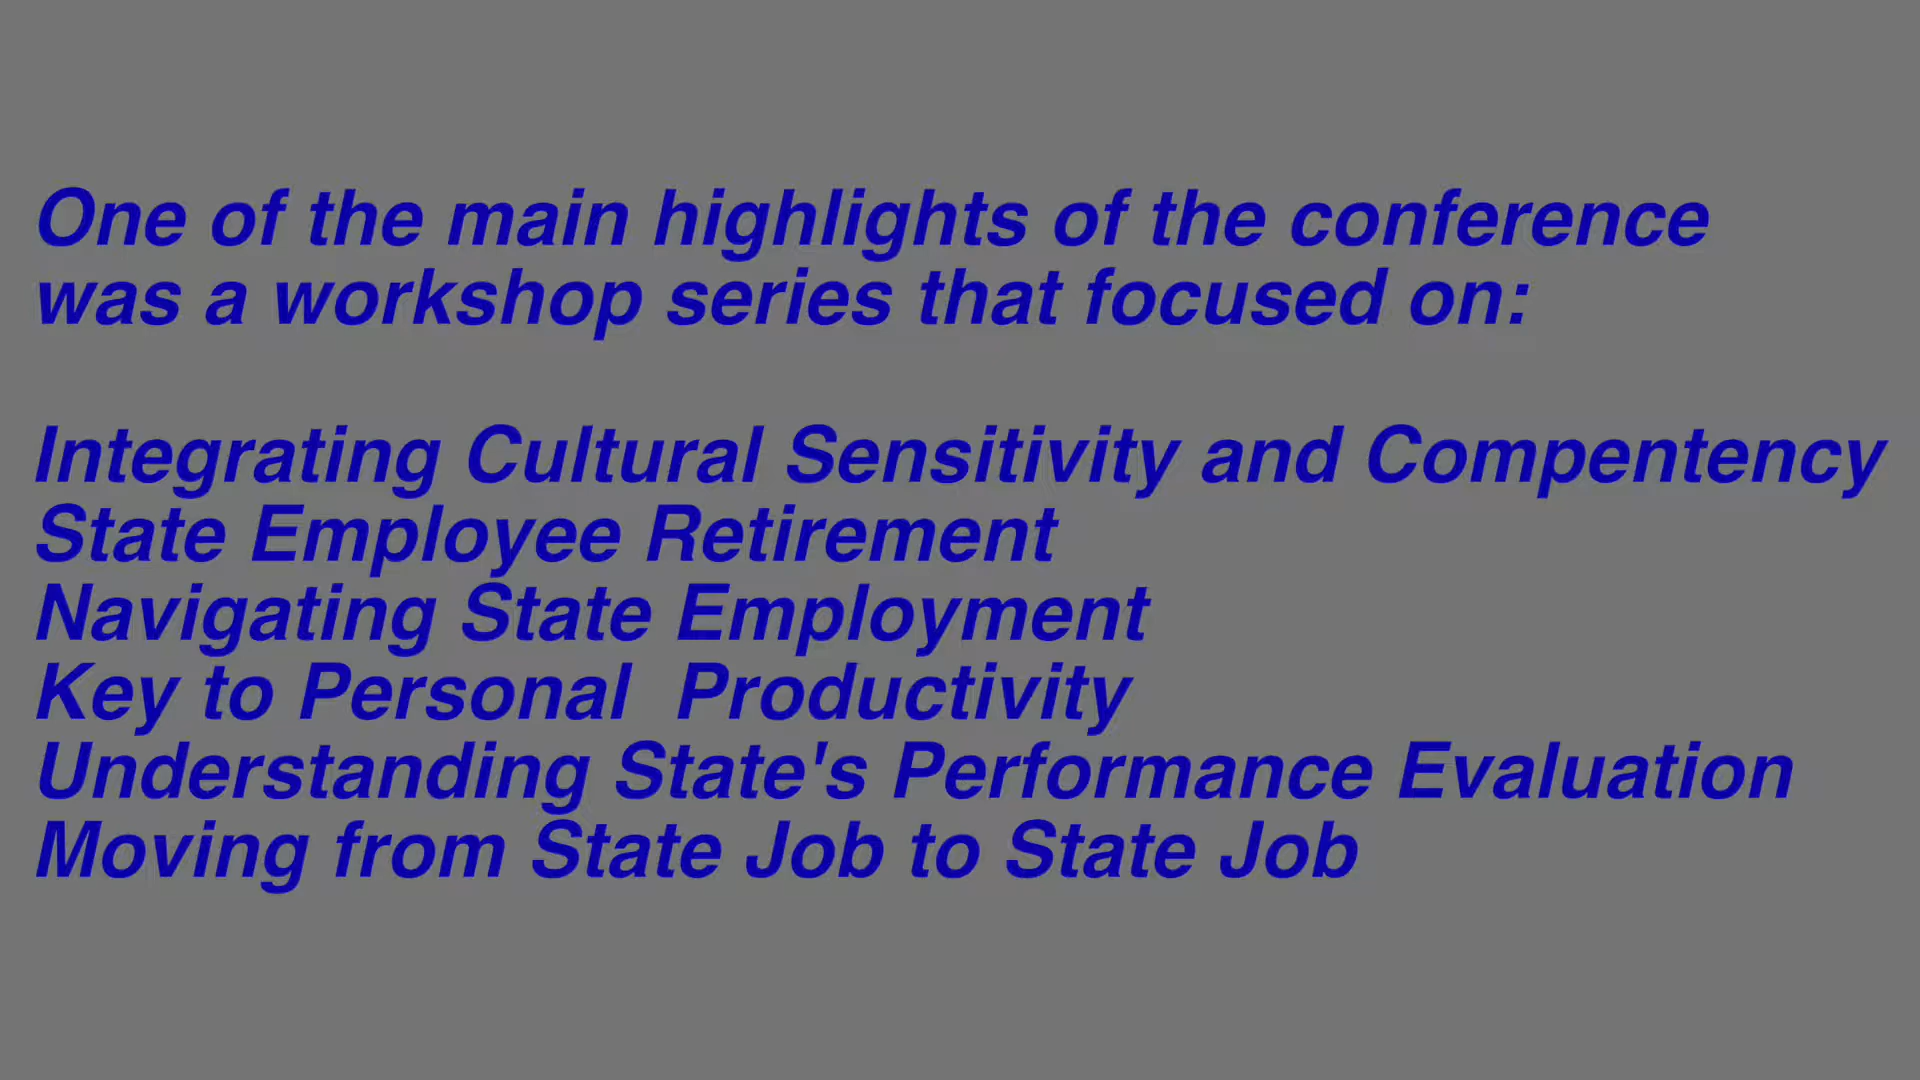 One of the main highlights of the conference
was a workshop series that focused on:
Integrating Cultural Sensitivity and Compentency
State Employee Retirement
Navigating State Employment
Key to Personal  Productivity
Understanding State's Performance Evaluation
Moving from State Job to State Job